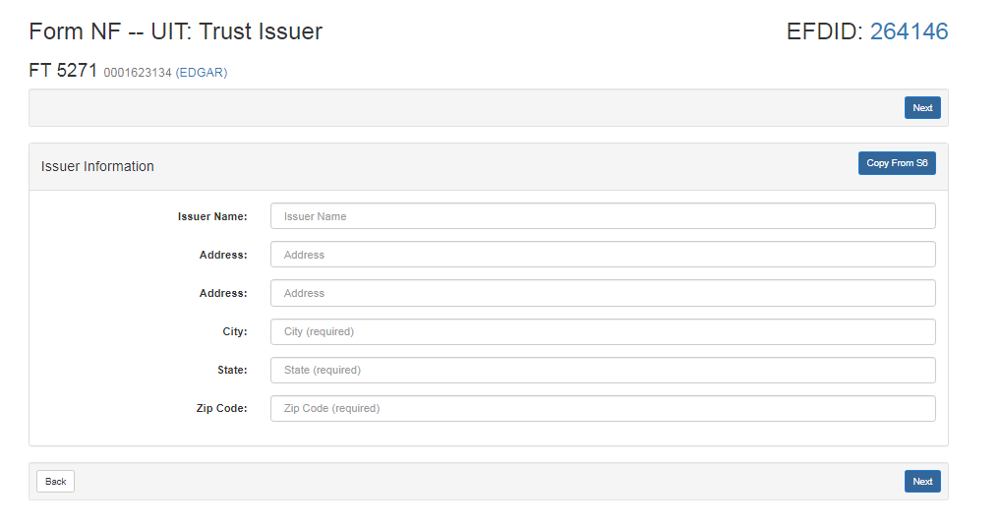 Form NF -- UIT: Trust Issuer EFDID: 264146
FT 5271 0001623134 (EDGAR)
Next
Issuer Information Copy From S6
Issuer Name: Issuer Name
Address: Address
Address: Address
City: City (required)
State: State (required)
Zip Code: Zip Code (required)
Back Next